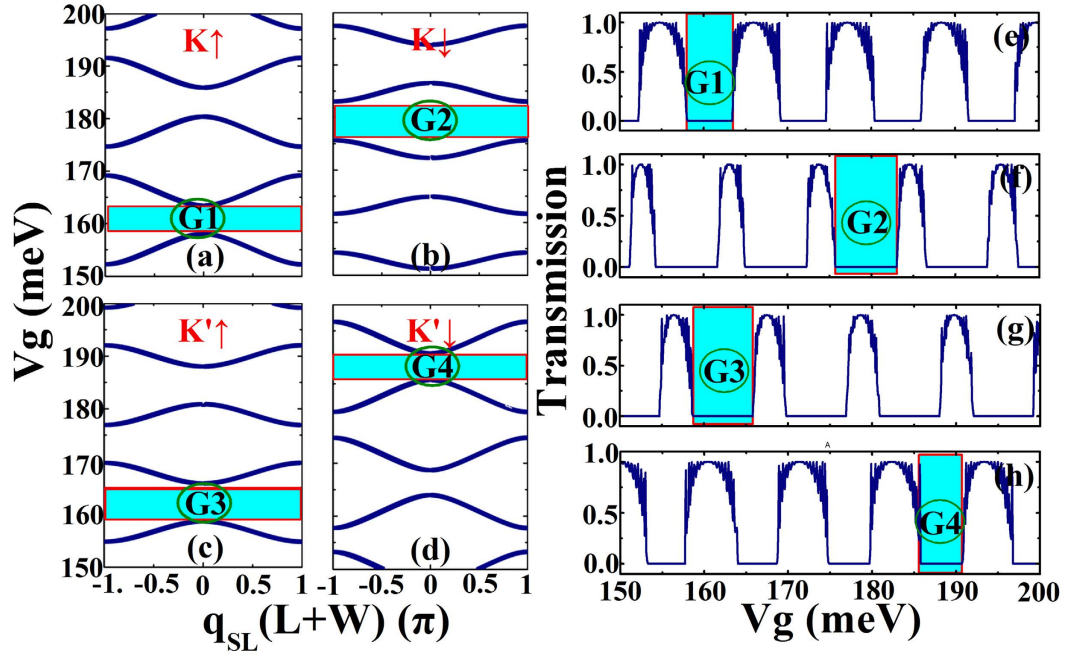 200
190
180
170
160
150
K↑
G1
(a)
K↓
G2
(b)
200
190
180
170
160
150
K'↑
G3
(c)
K'↓
G4
(d)
-1. -0.5 0 0.5 1
-1 -0.5 0 0.5 1
Vg (meV)
q_SL(L+W) (π)
1.0
0.5
0.0
G1
(e)
1.0
0.5
0.0
G2
(f)
1.0
0.5
0.0
G3
(g)
A
1.0
0.5
0.0
G4
(h)
150 160 170 180 190 200
Transmission
Vg (meV)